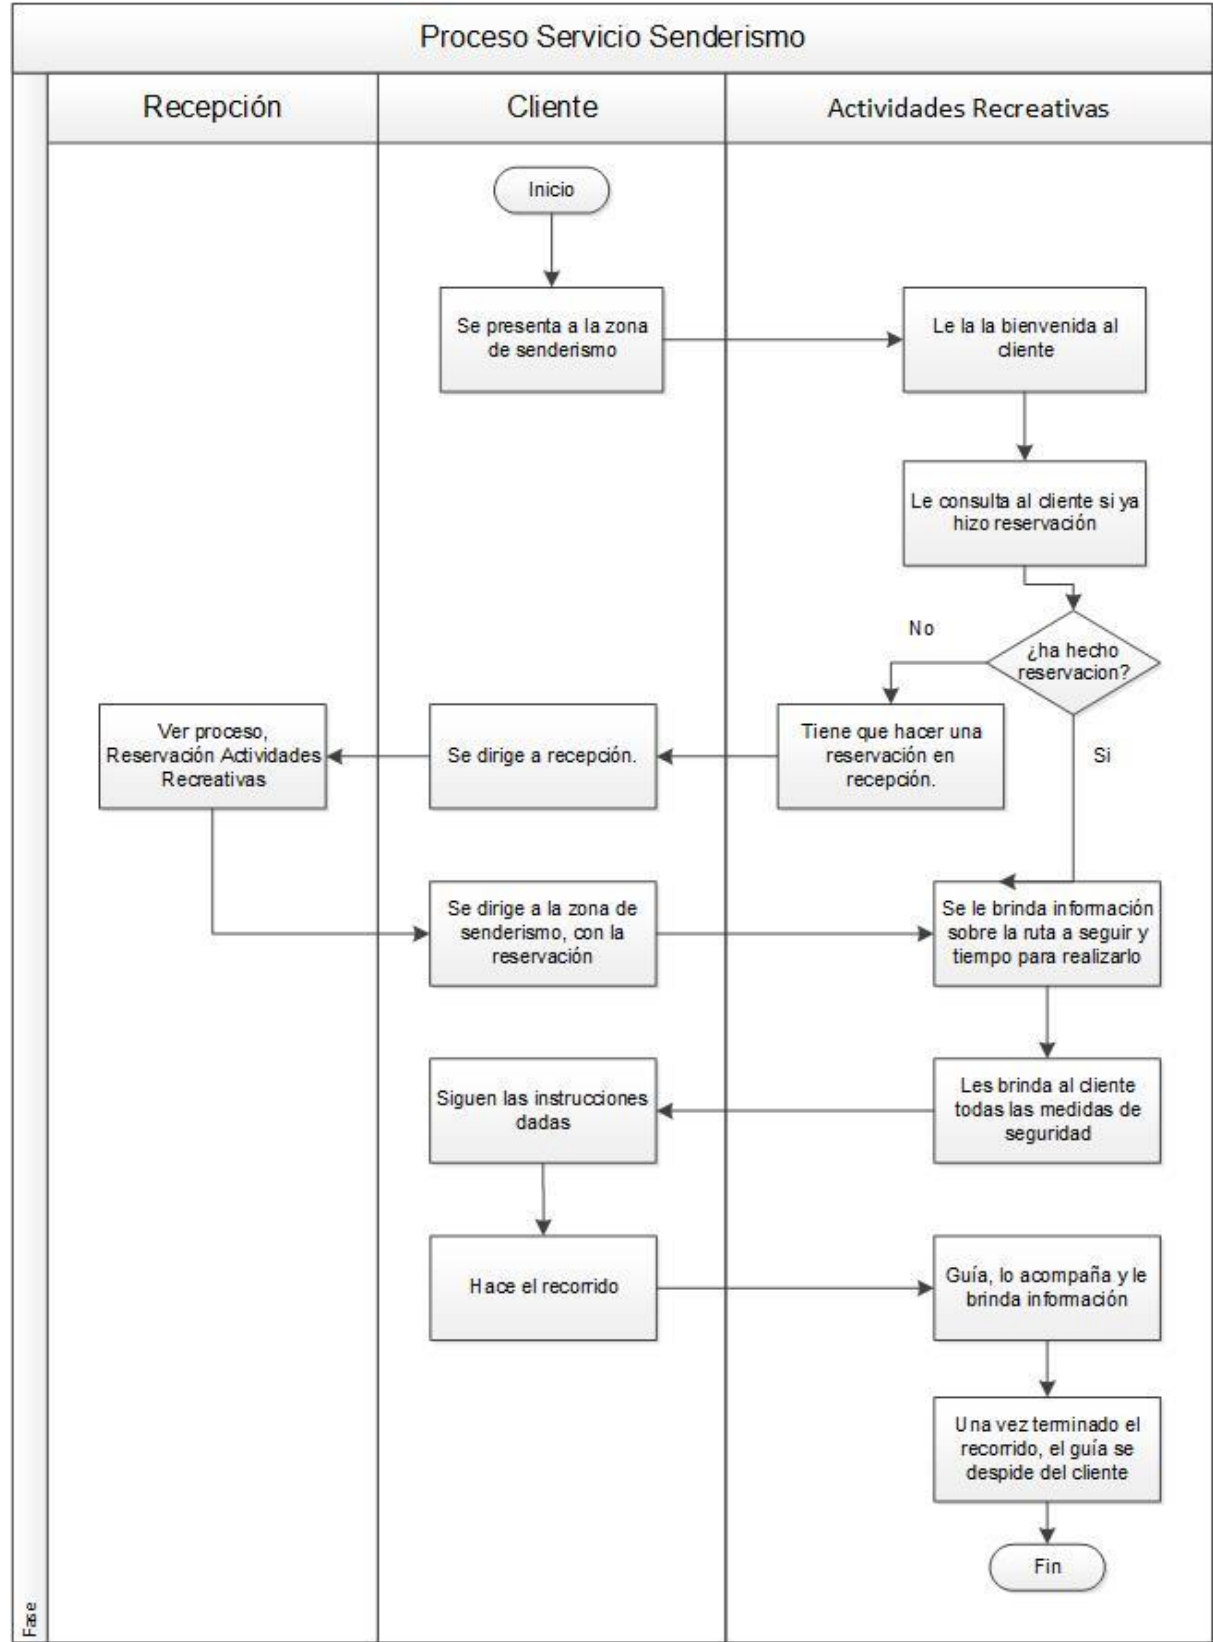 Proceso Servicio Senderismo
Recepción
Cliente
Actividades Recreativas
Inicio
Se presenta a la zona
de senderismo
Le la la bienvenida al
cliente
Le consulta al cliente si ya
hizo reservación
¿ha hecho
reservacion?
No
Si
Tiene que hacer una
reservación en
recepción.
Se dirige a recepción.
Ver proceso,
Reservación Actividades
Recreativas
Se dirige a la zona de
senderismo, con la
reservación
Se le brinda información
sobre la ruta a seguir y
tiempo para realizarlo
Les brinda al cliente
todas las medidas de
seguridad
Siguen las instrucciones
dadas
Hace el recorrido
Guía, lo acompaña y le
brinda información
Una vez terminado el
recorrido, el guía se
despide del cliente
Fin
Fase